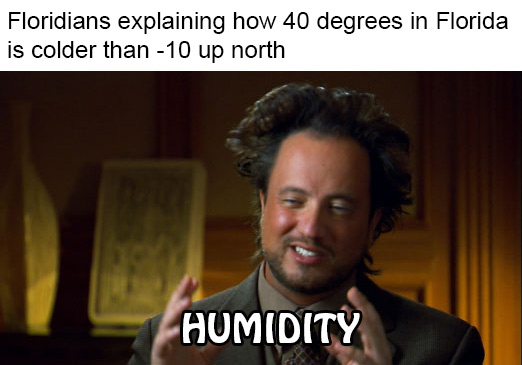 Floridians explaining how 40 degrees in Florida
is colder than -10 up north
HUMIDITY